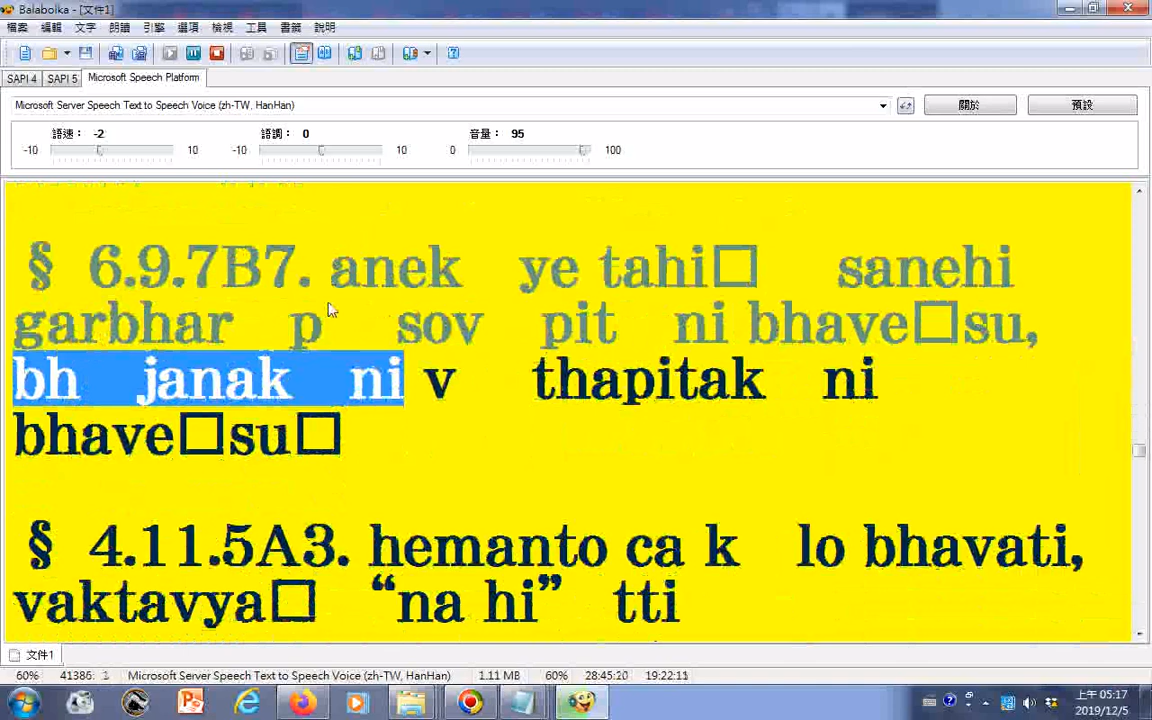 Balabolka - [文件1]
檔案 編輯 文字 朗讀 引擎 選項 檢視 工具 書籤 說明
SAPI 4 SAPI 5 Microsoft Speech Platform
Microsoft Server Speech Text to Speech Voice (zh-TW, HanHan) 關於 預設
語速： -2 語調： 0 音量： 95
-10 10 -10 10 0 100
§ 6.9.7B7. anek ye tahi□ sanehi
garbhar p sov pit ni bhave□su,
bh janak ni v thapitak ni
bhave□su□
§ 4.11.5A3. hemanto ca k lo bhavati,
vaktavya□ “na hi” tti
文件1
60% 41386: 1 Microsoft Server Speech Text to Speech Voice (zh-TW, HanHan) 1.11 MB 60% 28:45:20 19:22:11
上午 05:17
2019/12/5